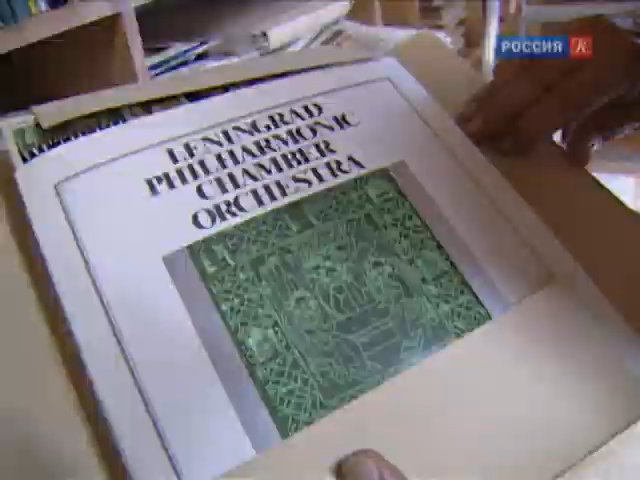 РОССИЯ К
LENINGRAD
PHILHARMONIC
CHAMBER
ORCHESTRA